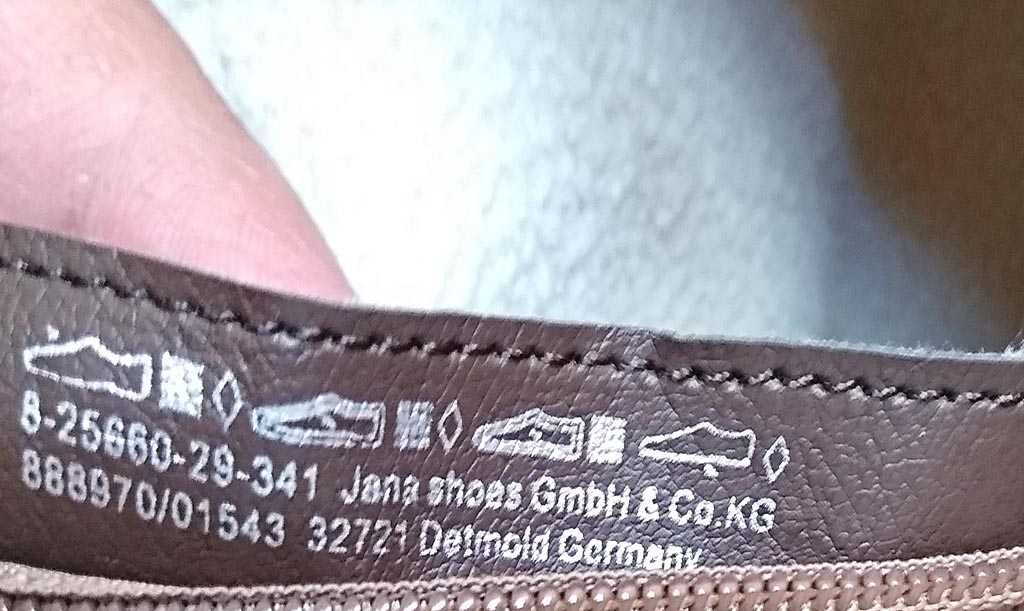 8-25660-29-341 Jana shoes GmbH & Co.KG
888970/01543 32721 Detmold Germany